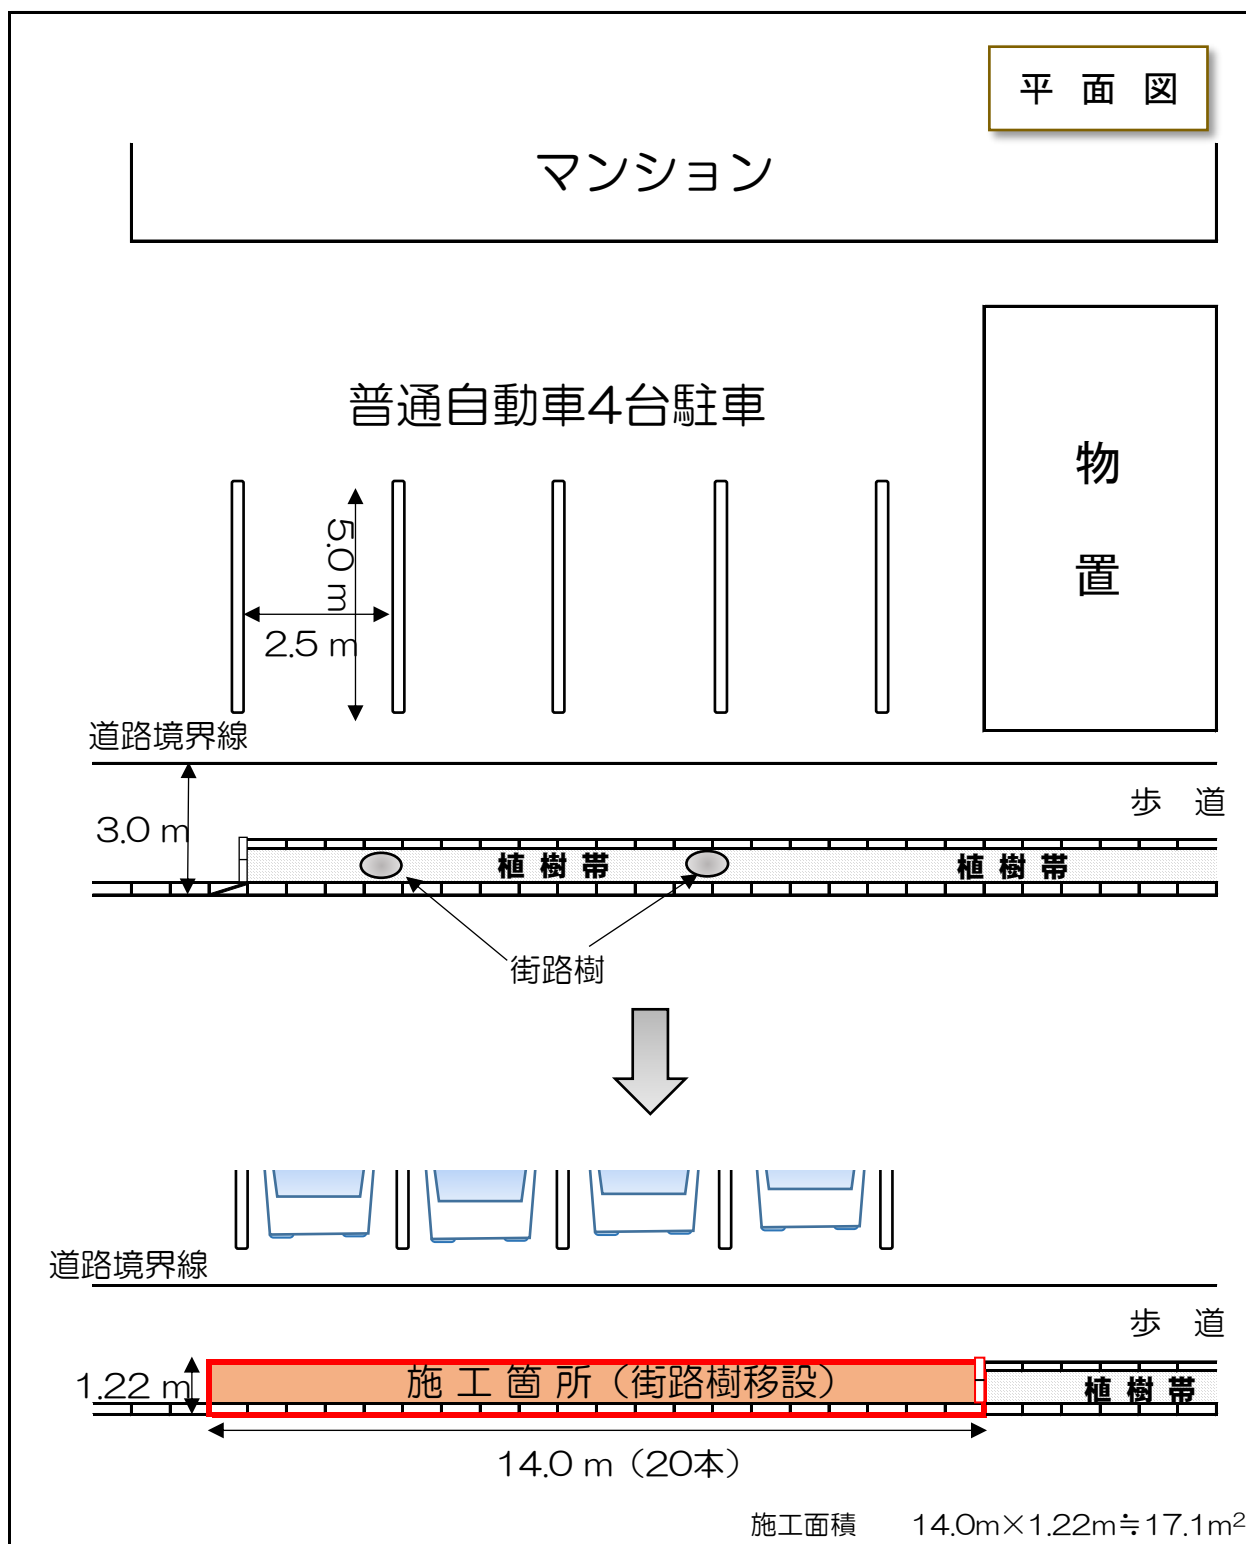 平 面 図
マンション
普通自動車4台駐車
物
置
5.0 m
2.5 m
道路境界線
歩 道
3.0 m
植 樹 帯
植 樹 帯
街路樹
道路境界線
歩 道
1.22 m
施 工 箇 所（街路樹移設）
植 樹 帯
14.0 m（20本）
施工面積 14.0m×1.22m≒17.1m²